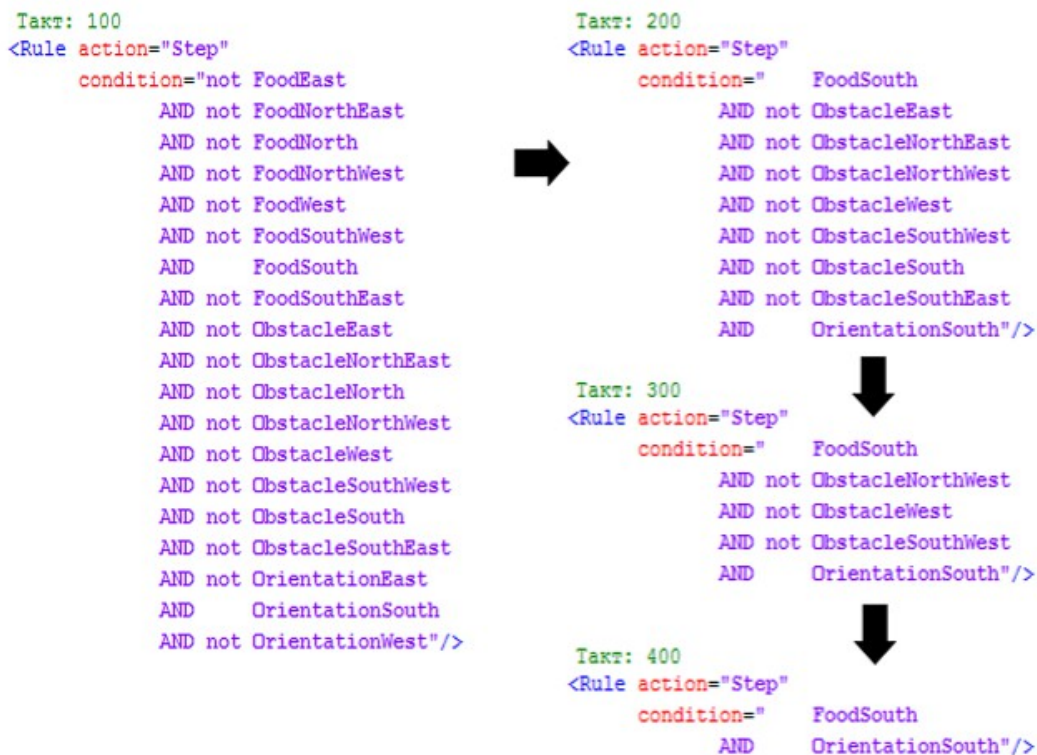 Такт: 100
<Rule action="Step"
condition="not FoodEast
AND not FoodNorthEast
AND not FoodNorth
AND not FoodNorthWest
AND not FoodWest
AND not FoodSouthWest
AND FoodSouth
AND not FoodSouthEast
AND not ObstacleEast
AND not ObstacleNorthEast
AND not ObstacleNorth
AND not ObstacleNorthWest
AND not ObstacleWest
AND not ObstacleSouthWest
AND not ObstacleSouth
AND not ObstacleSouthEast
AND not OrientationEast
AND OrientationSouth
AND not OrientationWest"/>
Такт: 200
<Rule action="Step"
condition=" FoodSouth
AND not ObstacleEast
AND not ObstacleNorthEast
AND not ObstacleNorthWest
AND not ObstacleWest
AND not ObstacleSouthWest
AND not ObstacleSouth
AND not ObstacleSouthEast
AND OrientationSouth"/>
Такт: 300
<Rule action="Step"
condition=" FoodSouth
AND not ObstacleNorthWest
AND not ObstacleWest
AND not ObstacleSouthWest
AND OrientationSouth"/>
Такт: 400
<Rule action="Step"
condition=" FoodSouth
AND OrientationSouth"/>